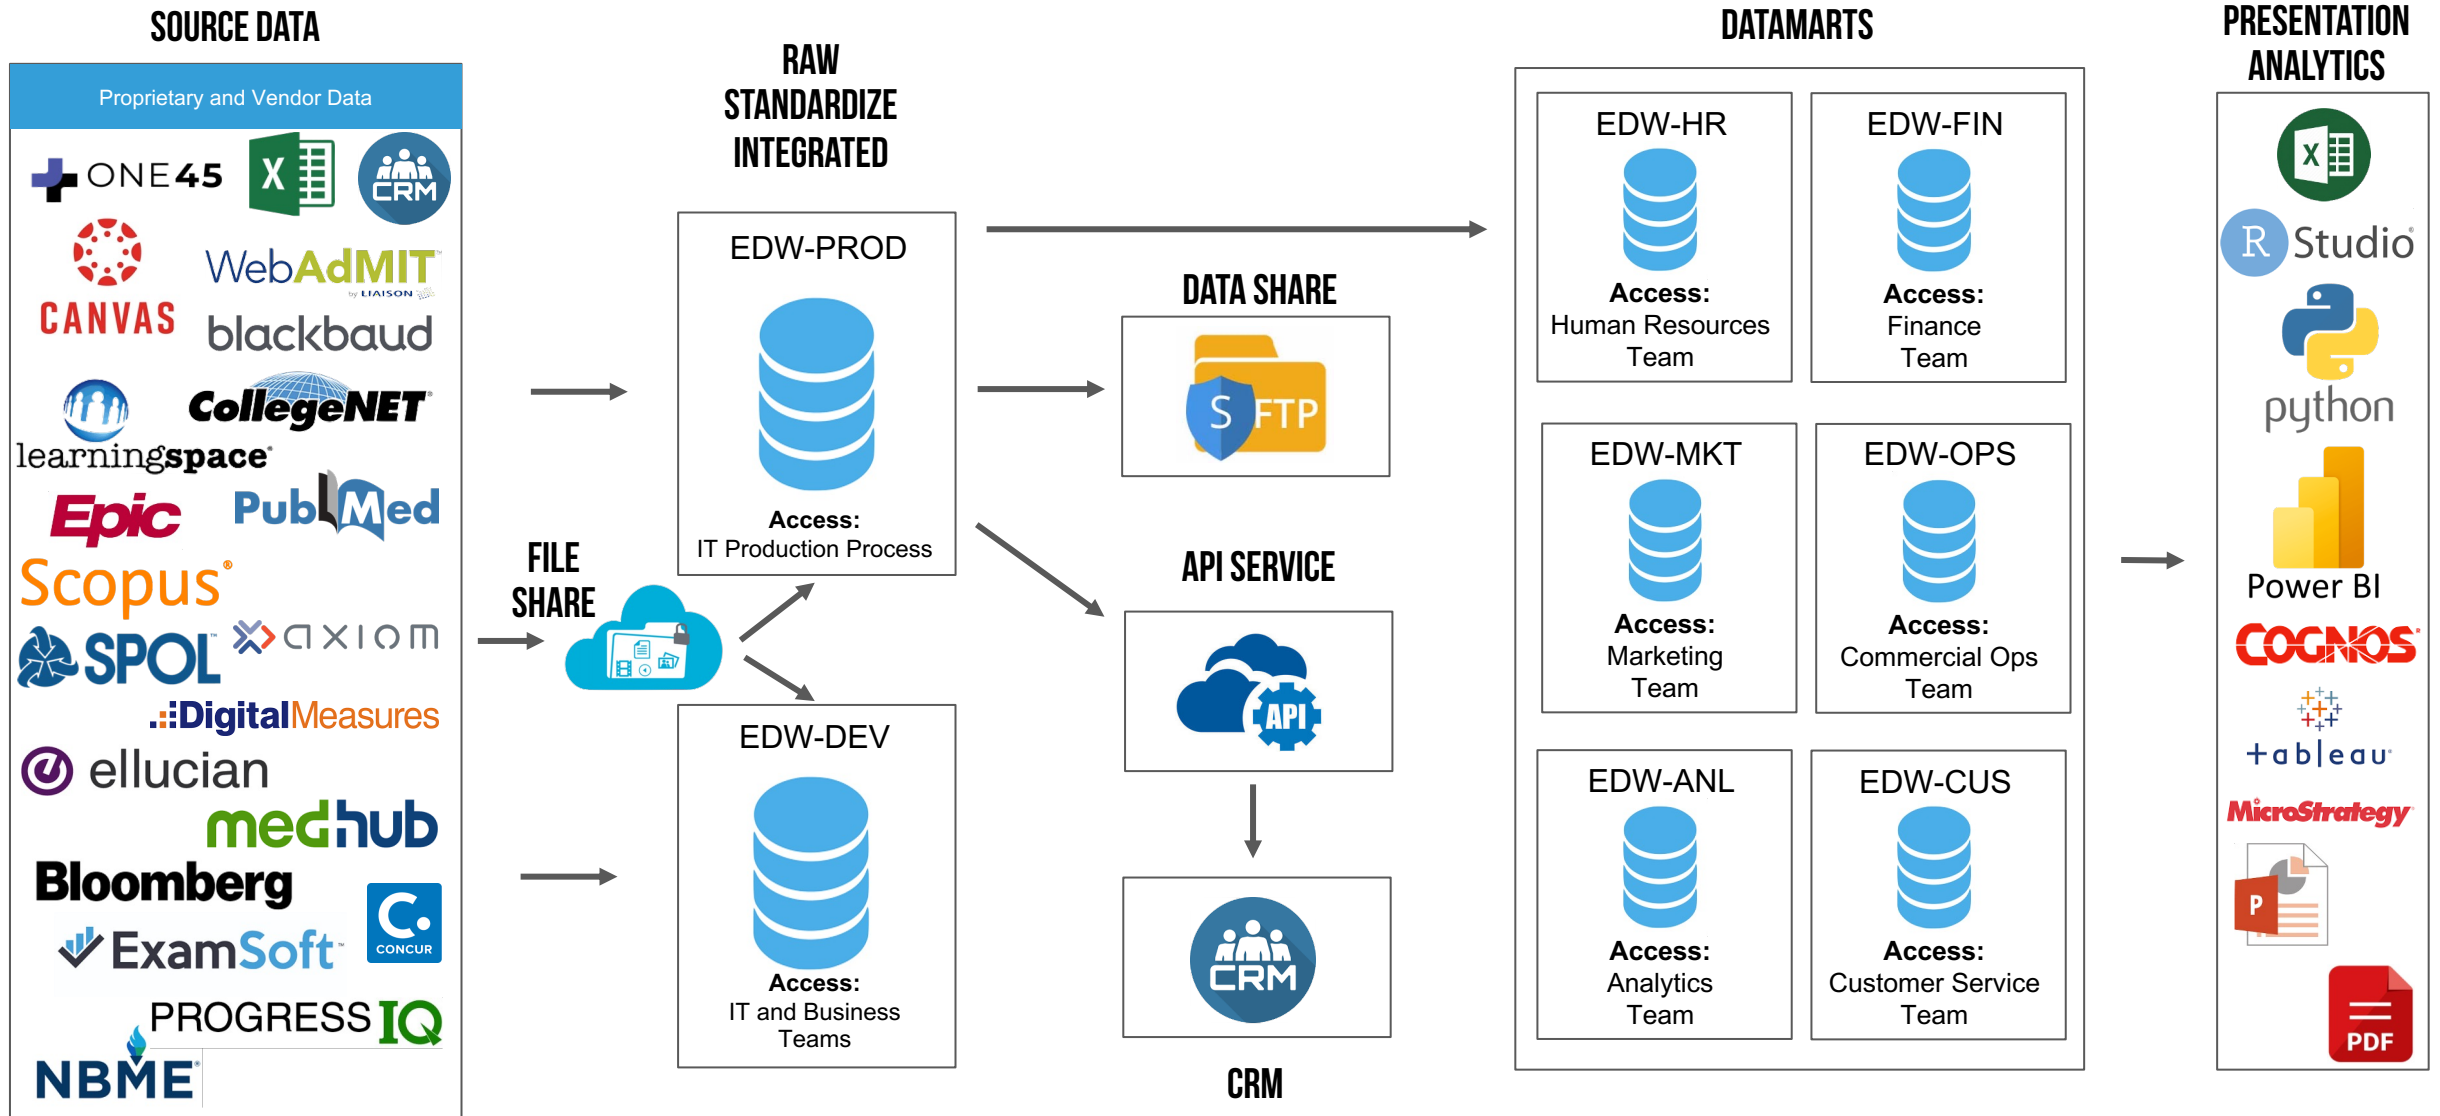 SOURCE DATA
Proprietary and Vendor Data
ONE45
X
CRM
CANVAS
WebAdMIT™
by LIAISON
blackbaud
learningspace®
CollegeNET®
Epic
PubMed
Scopus®
SPOL™
axiom
DigitalMeasures
ellucian
medhub
Bloomberg
C.
CONCUR
ExamSoft™
PROGRESS IQ
NBME®
FILE
SHARE
RAW
STANDARDIZE
INTEGRATED
EDW-PROD
Access:
IT Production Process
EDW-DEV
Access:
IT and Business
Teams
DATA SHARE
S FTP
API SERVICE
API
CRM
CRM
DATAMARTS
EDW-HR
Access:
Human Resources
Team
EDW-FIN
Access:
Finance
Team
EDW-MKT
Access:
Marketing
Team
EDW-OPS
Access:
Commercial Ops
Team
EDW-ANL
Access:
Analytics
Team
EDW-CUS
Access:
Customer Service
Team
PRESENTATION
ANALYTICS
X
R Studio®
python
Power BI
COGNOS®
+ableau®
MicroStrategy®
P
PDF